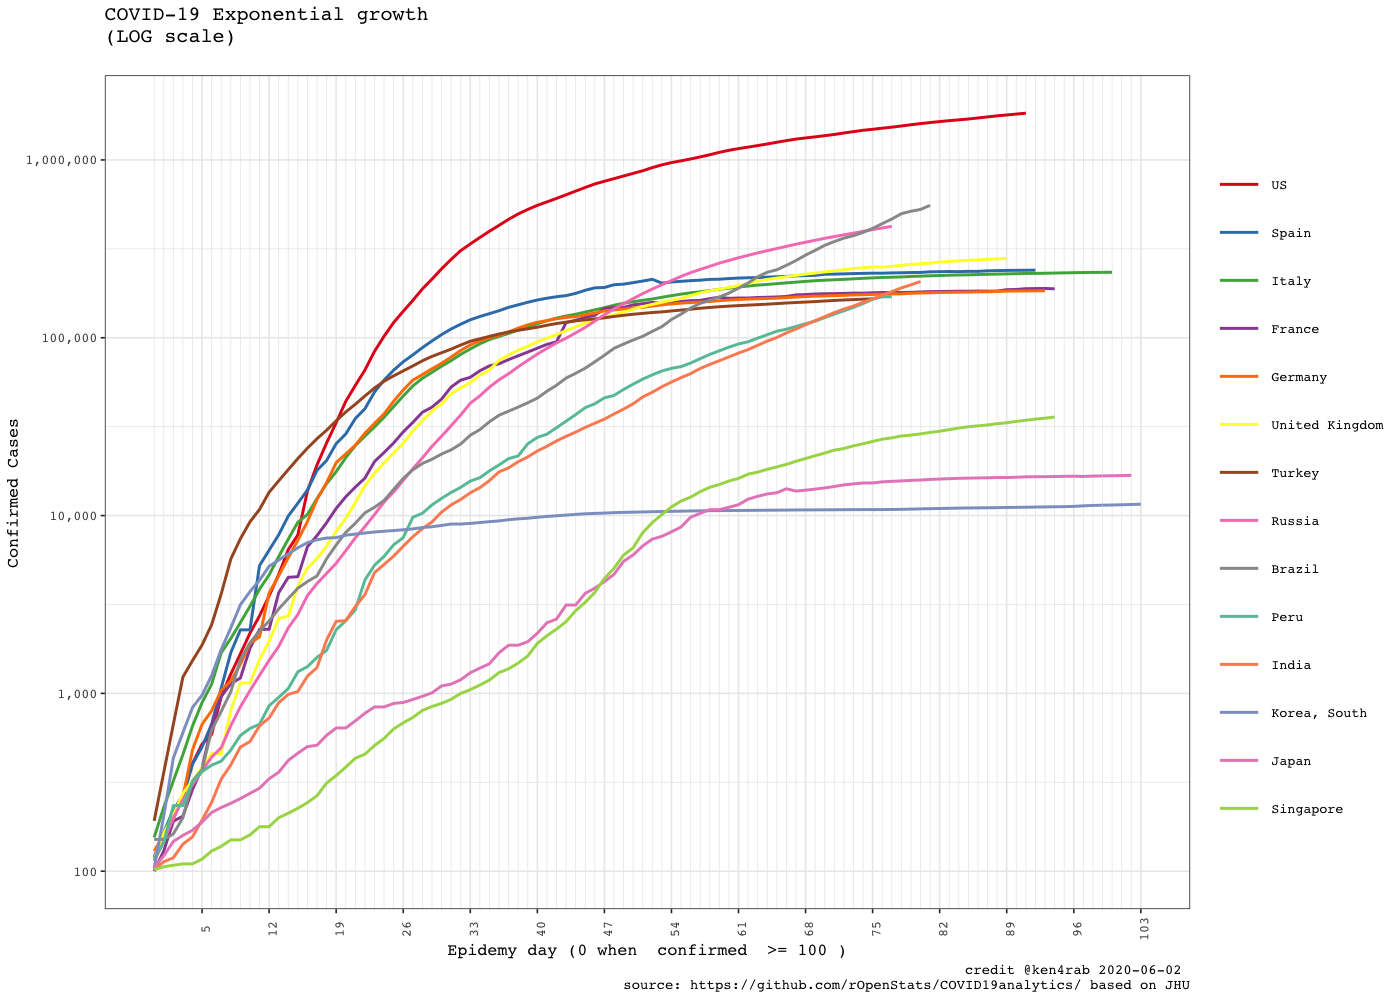 COVID-19 Exponential growth
(LOG scale)
Confirmed Cases
1,000,000
100,000
10,000
1,000
100
5 12 19 26 33 40 47 54 61 68 75 82 89 96 103
Epidemy day (0 when  confirmed  >= 100 )
US
Spain
Italy
France
Germany
United Kingdom
Turkey
Russia
Brazil
Peru
India
Korea, South
Japan
Singapore
credit @ken4rab 2020-06-02
source: https://github.com/rOpenStats/COVID19analytics/ based on JHU